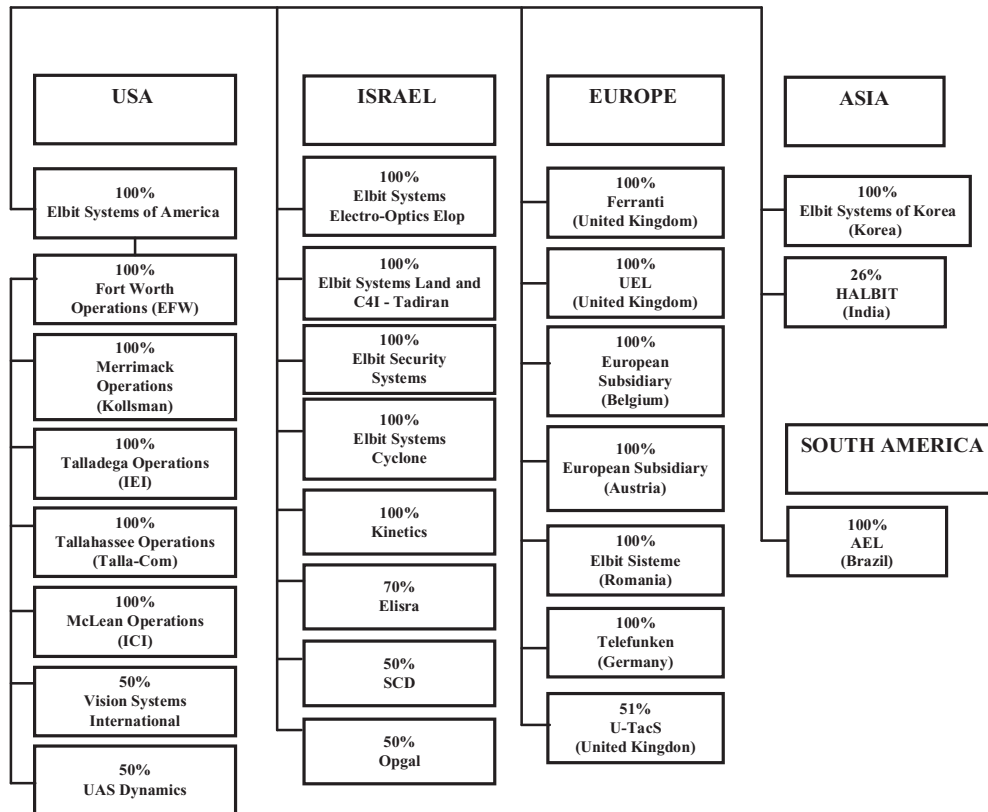 USA
100%
Elbit Systems of America
100%
Fort Worth
Operations (EFW)
100%
Merrimack
Operations
(Kollsman)
100%
Talladega Operations
(IEI)
100%
Tallahassee Operations
(Talla-Com)
100%
McLean Operations
(ICI)
50%
Vision Systems
International
50%
UAS Dynamics
ISRAEL
100%
Elbit Systems
Electro-Optics Elop
100%
Elbit Systems Land and
C4I - Tadiran
100%
Elbit Security
Systems
100%
Elbit Systems
Cyclone
100%
Kinetics
70%
Elisra
50%
SCD
50%
Opgal
EUROPE
100%
Ferranti
(United Kingdom)
100%
UEL
(United Kingdom)
100%
European
Subsidiary
(Belgium)
100%
European Subsidiary
(Austria)
100%
Elbit Sisteme
(Romania)
100%
Telefunken
(Germany)
51%
U-TacS
(United Kingdon)
ASIA
100%
Elbit Systems of Korea
(Korea)
26%
HALBIT
(India)
SOUTH AMERICA
100%
AEL
(Brazil)